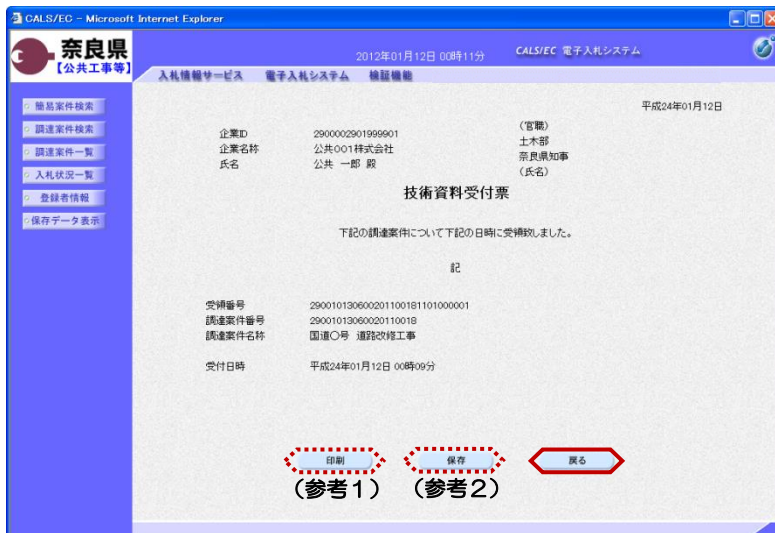 CALS/EC - Microsoft Internet Explorer
奈良県
【公共工事等】
2012年01月12日 00時11分
CALS/EC 電子入札システム
入札情報サービス 電子入札システム 検証機能
簡易案件検索
調達案件検索
調達案件一覧
入札状況一覧
登録者情報
保存データ表示
平成24年01月12日
企業ID 2900002901999901
企業名称 公共001株式会社
氏名 公共 一郎 殿
(官職)
土木部
奈良県知事
(氏名)
技術資料受付票
下記の調達案件について下記の日時に受領致しました。
記
受領番号 290010130600201100181101000001
調達案件番号 29001013060020110018
調達案件名称 国道〇号 道路改修工事
受付日時 平成24年01月12日 00時09分
印刷 保存 戻る
(参考1) (参考2)